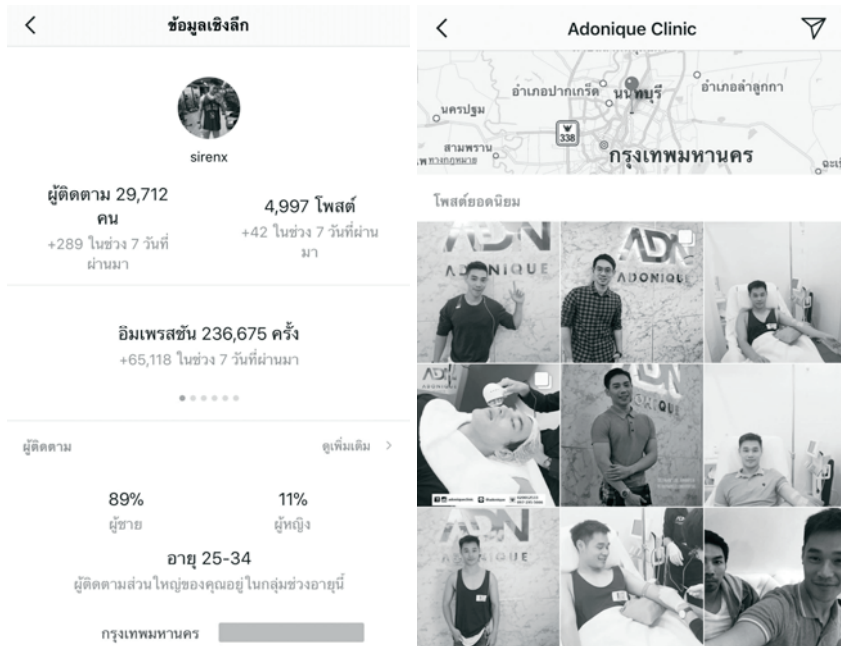 ข้อมูลเชิงลึก
sirenx
ผู้ติดตาม 29,712
คน
+289 ในช่วง 7 วันที่
ผ่านมา
4,997 โพสต์
+42 ในช่วง 7 วันที่ผ่าน
มา
อิมเพรสชัน 236,675 ครั้ง
+65,118 ในช่วง 7 วันที่ผ่านมา
ผู้ติดตาม
ดูเพิ่มเติม
89%
ผู้ชาย
11%
ผู้หญิง
อายุ 25-34
ผู้ติดตามส่วนใหญ่ของคุณอยู่ในกลุ่มช่วงอายุนี้
กรุงเทพมหานคร
Adonique Clinic
อำเภอปากเกร็ด
นนทบุรี
อำเภอลำลูกกา
นครปฐม
338
สามพราน
กรุงเทพมหานคร
โพสต์ยอดนิยม
ADN
ADONIQUE
ADN
ADONIQUE
ADN
ADONIQUE
ADN